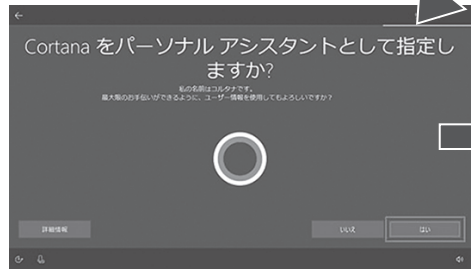 Cortana をパーソナル アシスタントとして指定し
ますか?
私の名前はコルタナです。
最大限のお手伝いができるように、ユーザー情報を使用してもよろしいですか?
詳細情報
いいえ
はい